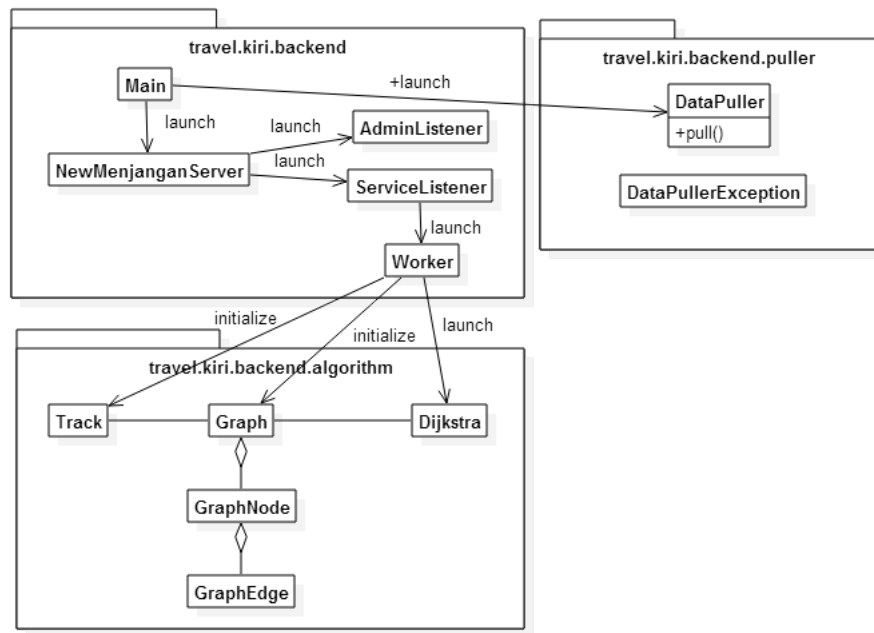 travel.kiri.backend
travel.kiri.backend.puller
Main
+launch
DataPuller
+pull()
launch
launch
AdminListener
NewMenjanganServer
launch
ServiceListener
DataPullerException
launch
Worker
initialize
initialize
launch
travel.kiri.backend.algorithm
Track
Graph
Dijkstra
GraphNode
GraphEdge